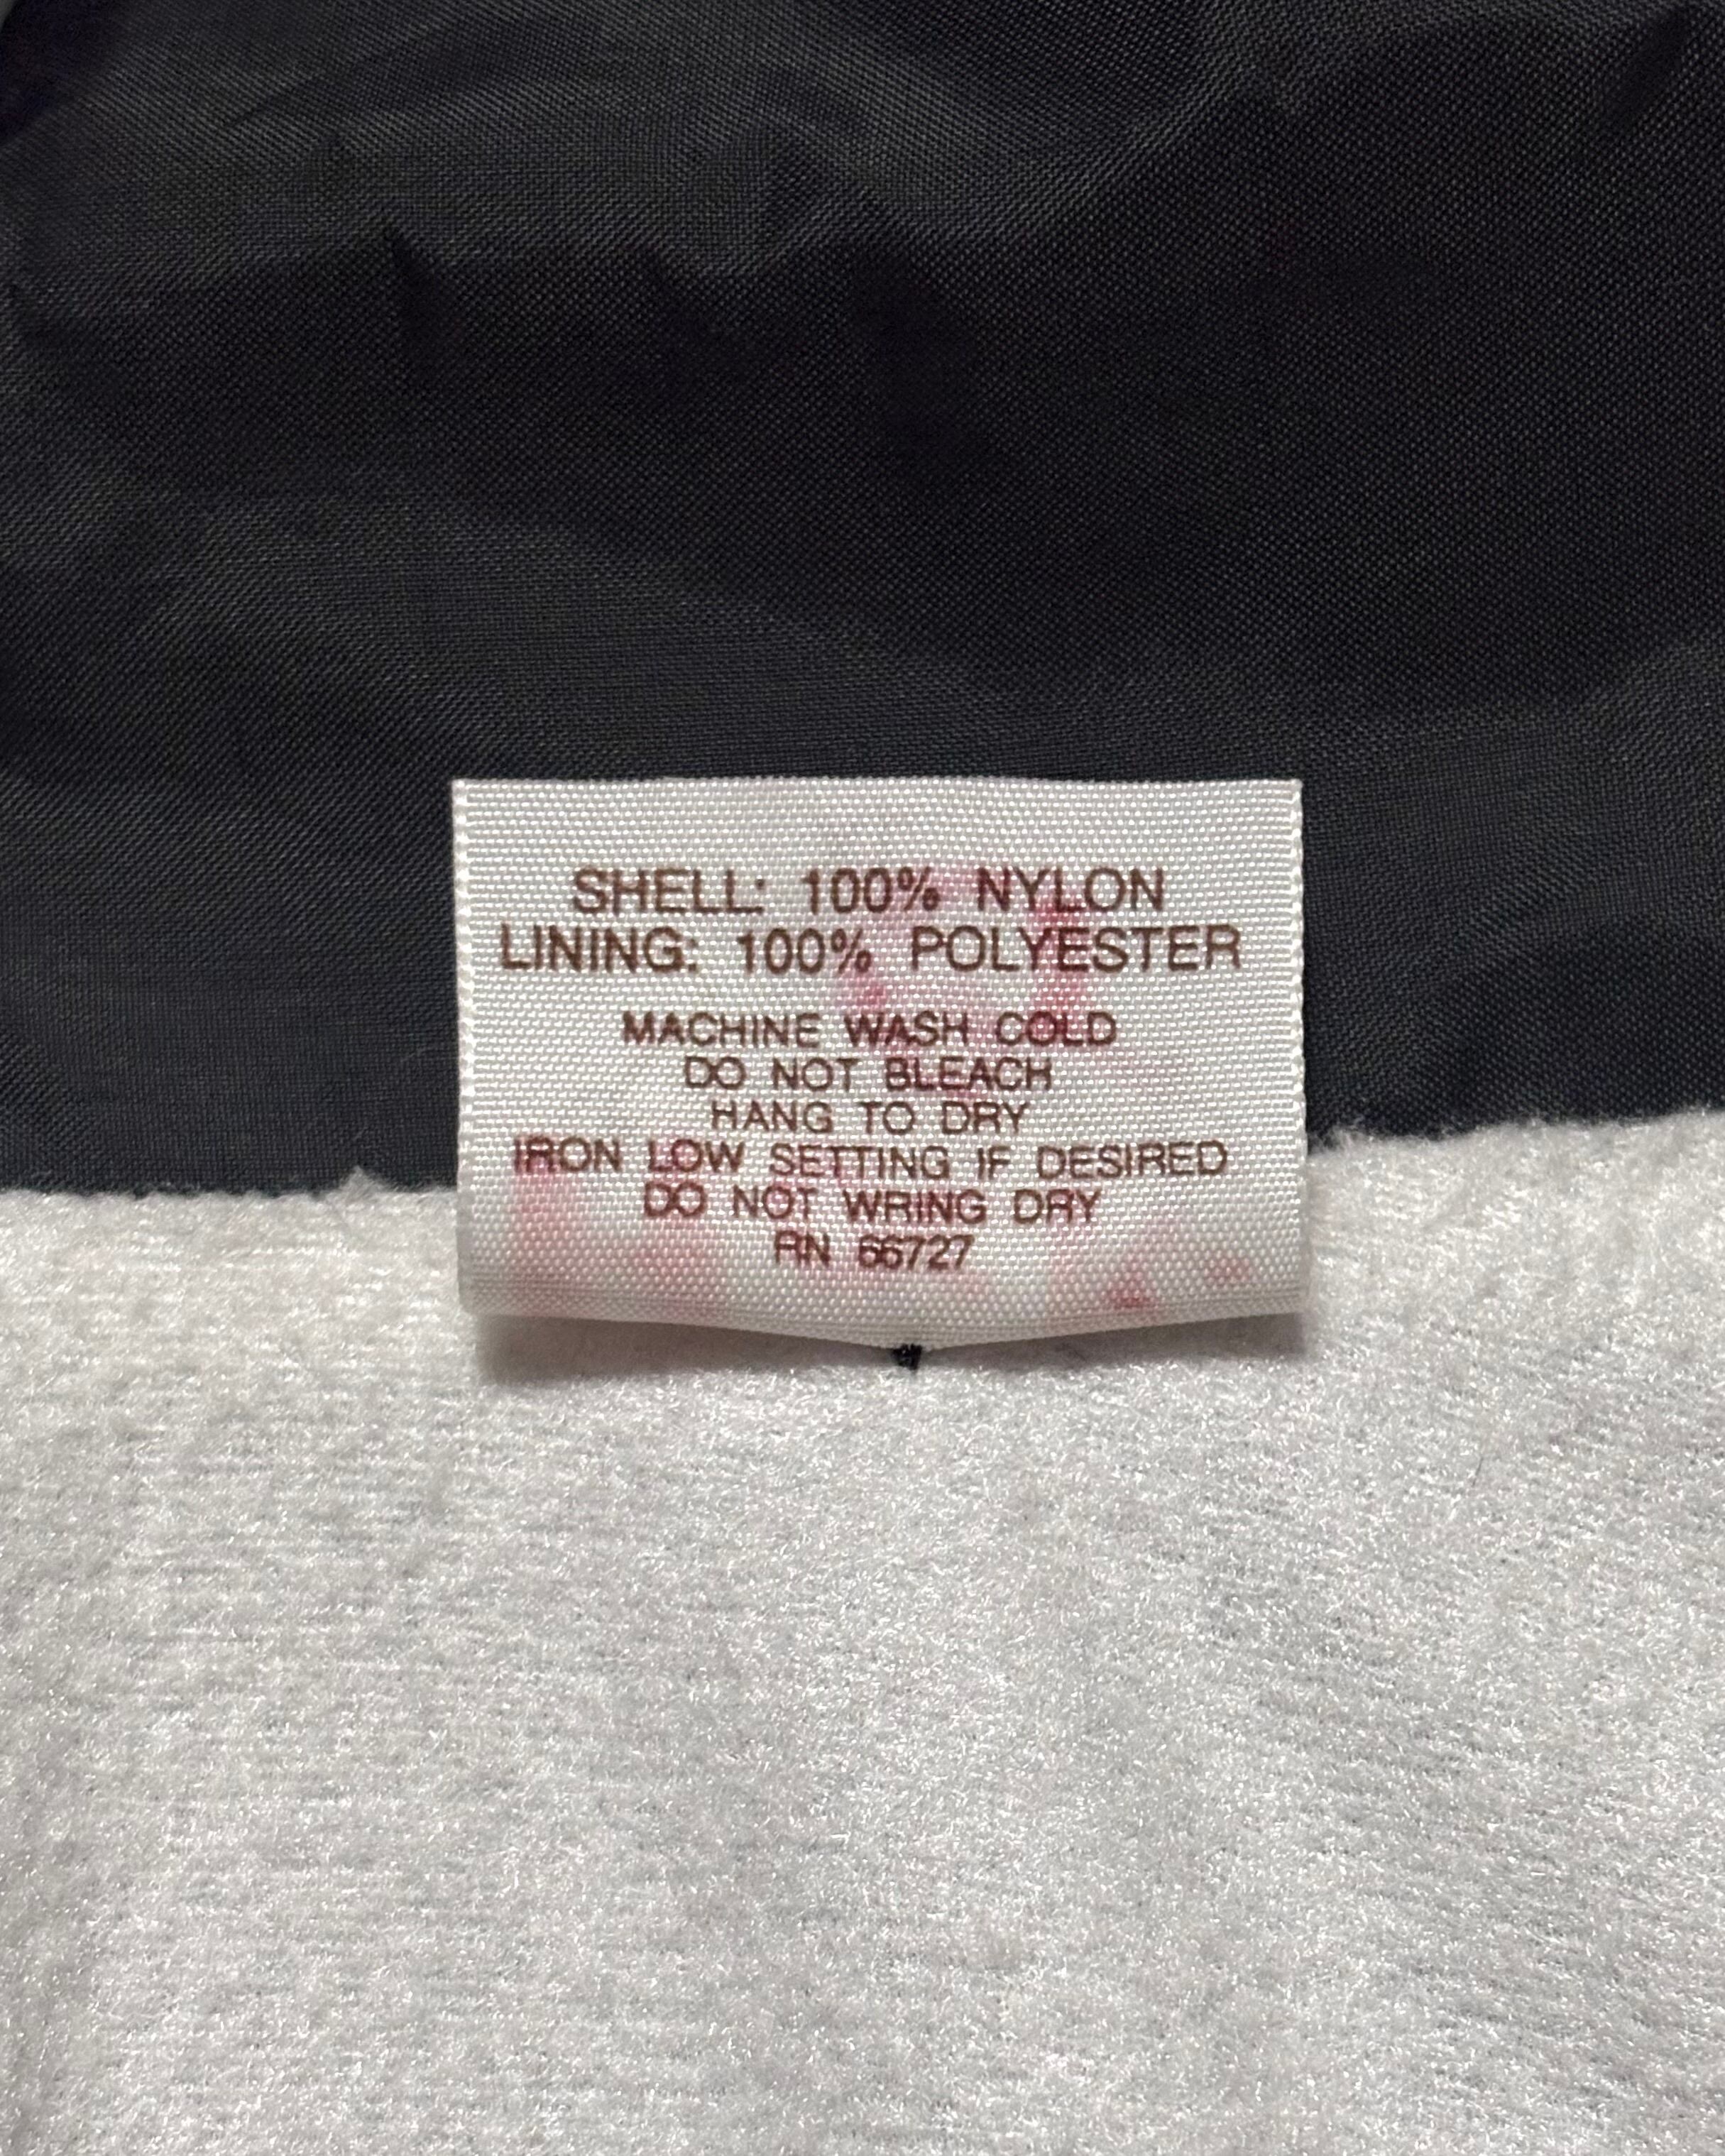 SHELL: 100% NYLON
LINING: 100% POLYESTER
MACHINE WASH COLD
DO NOT BLEACH
HANG TO DRY
IRON LOW SETTING IF DESIRED
DO NOT WRING DRY
RN 66727